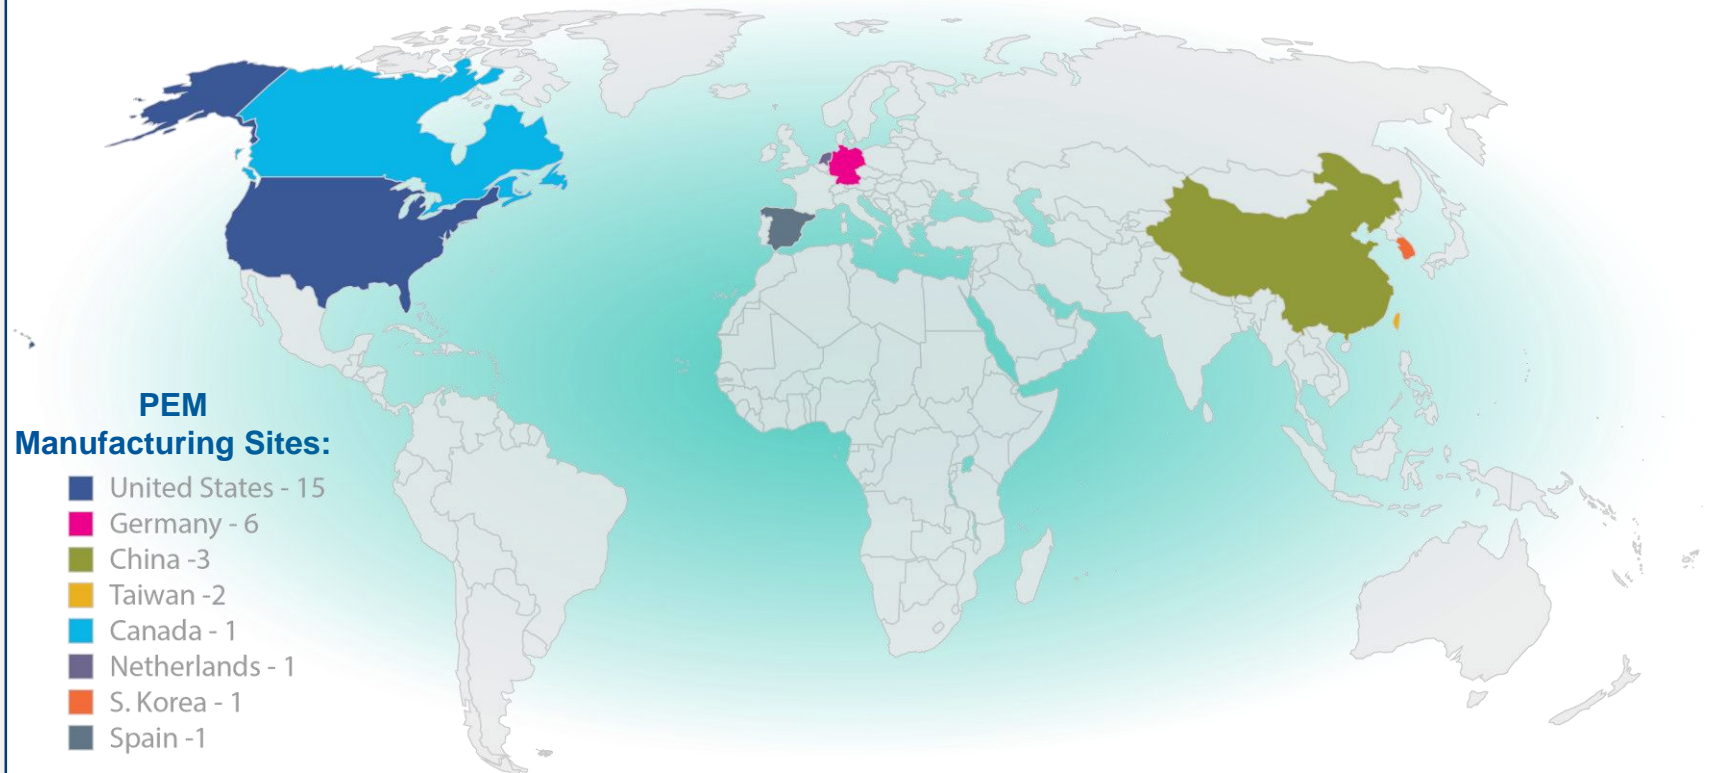 PEM
Manufacturing Sites:
United States - 15
Germany - 6
China -3
Taiwan -2
Canada - 1
Netherlands - 1
S. Korea - 1
Spain -1